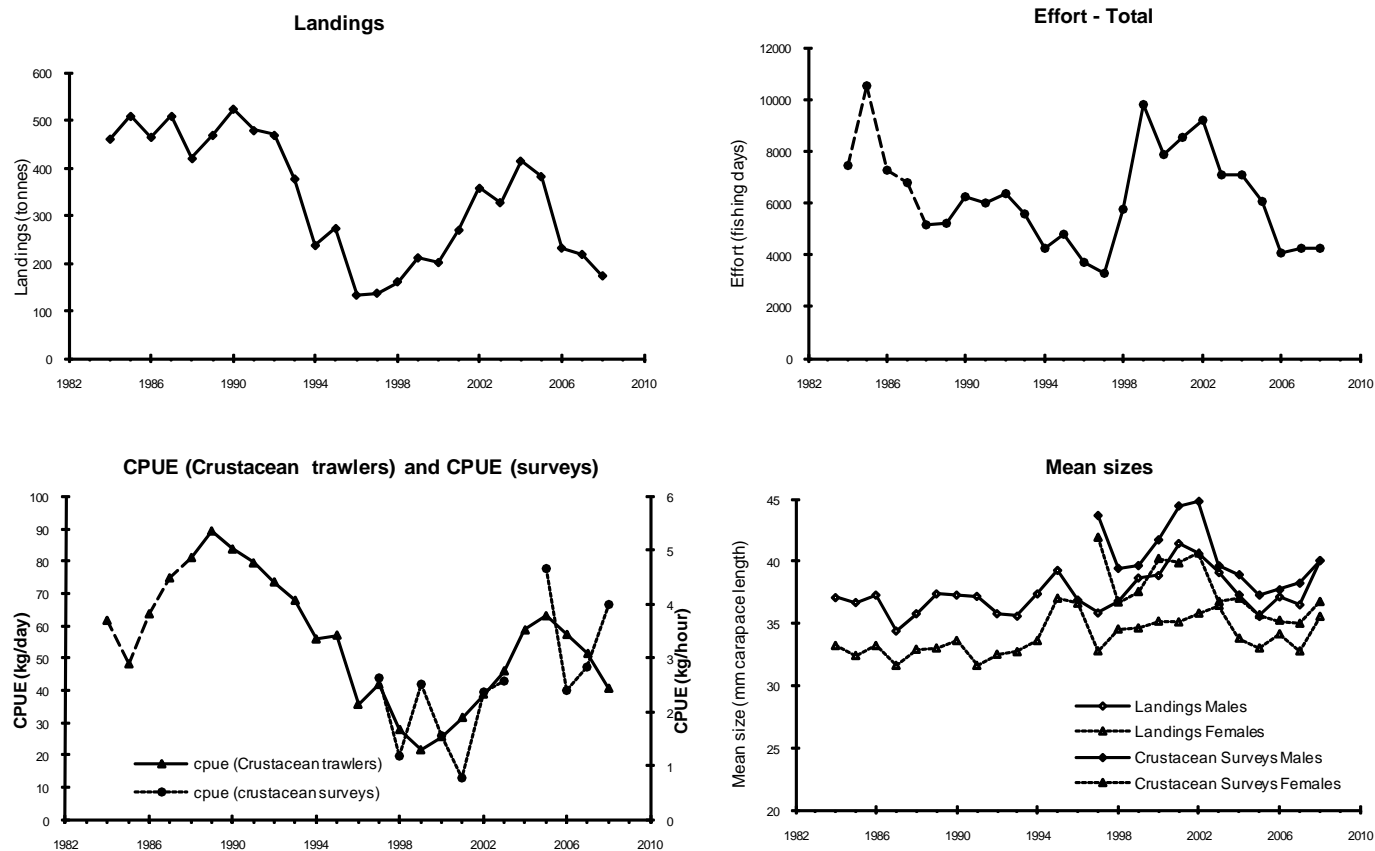 Landings
Landings (tonnes)
600
500
400
300
200
100
0
1982 1986 1990 1994 1998 2002 2006 2010
Effort - Total
Effort (fishing days)
12000
10000
8000
6000
4000
2000
0
1982 1986 1990 1994 1998 2002 2006 2010
CPUE (Crustacean trawlers) and CPUE (surveys)
CPUE (kg/day)
100
90
80
70
60
50
40
30
20
10
0
6
5
4
3
2
1
0
CPUE (kg/hour)
cpue (Crustacean trawlers)
cpue (crustacean surveys)
1982 1986 1990 1994 1998 2002 2006 2010
Mean sizes
Mean size (mm carapace length)
45
40
35
30
25
20
Landings Males
Landings Females
Crustacean Surveys Males
Crustacean Surveys Females
1982 1986 1990 1994 1998 2002 2006 2010